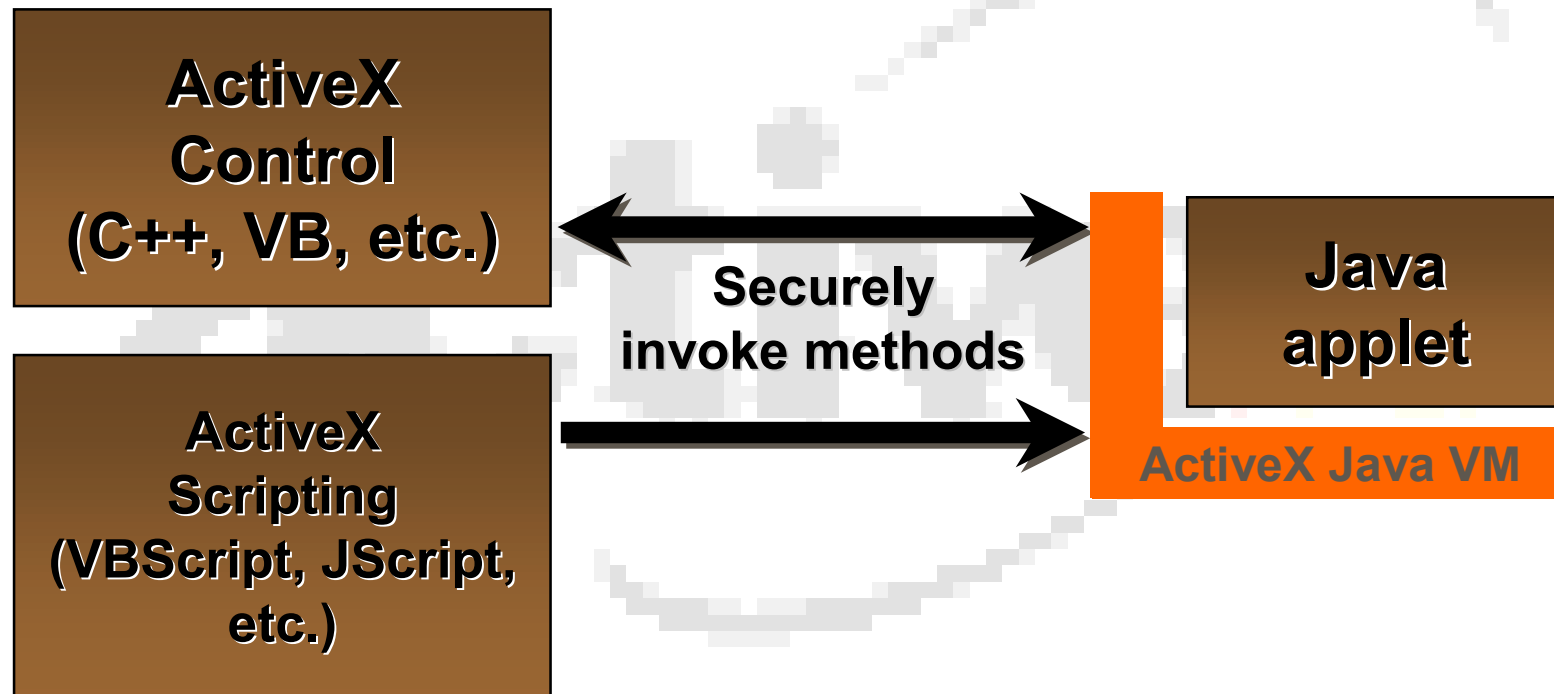 ActiveX
Control
(C++, VB, etc.)
Securely
invoke methods
Java
applet
ActiveX Java VM
ActiveX
Scripting
(VBScript, JScript,
etc.)